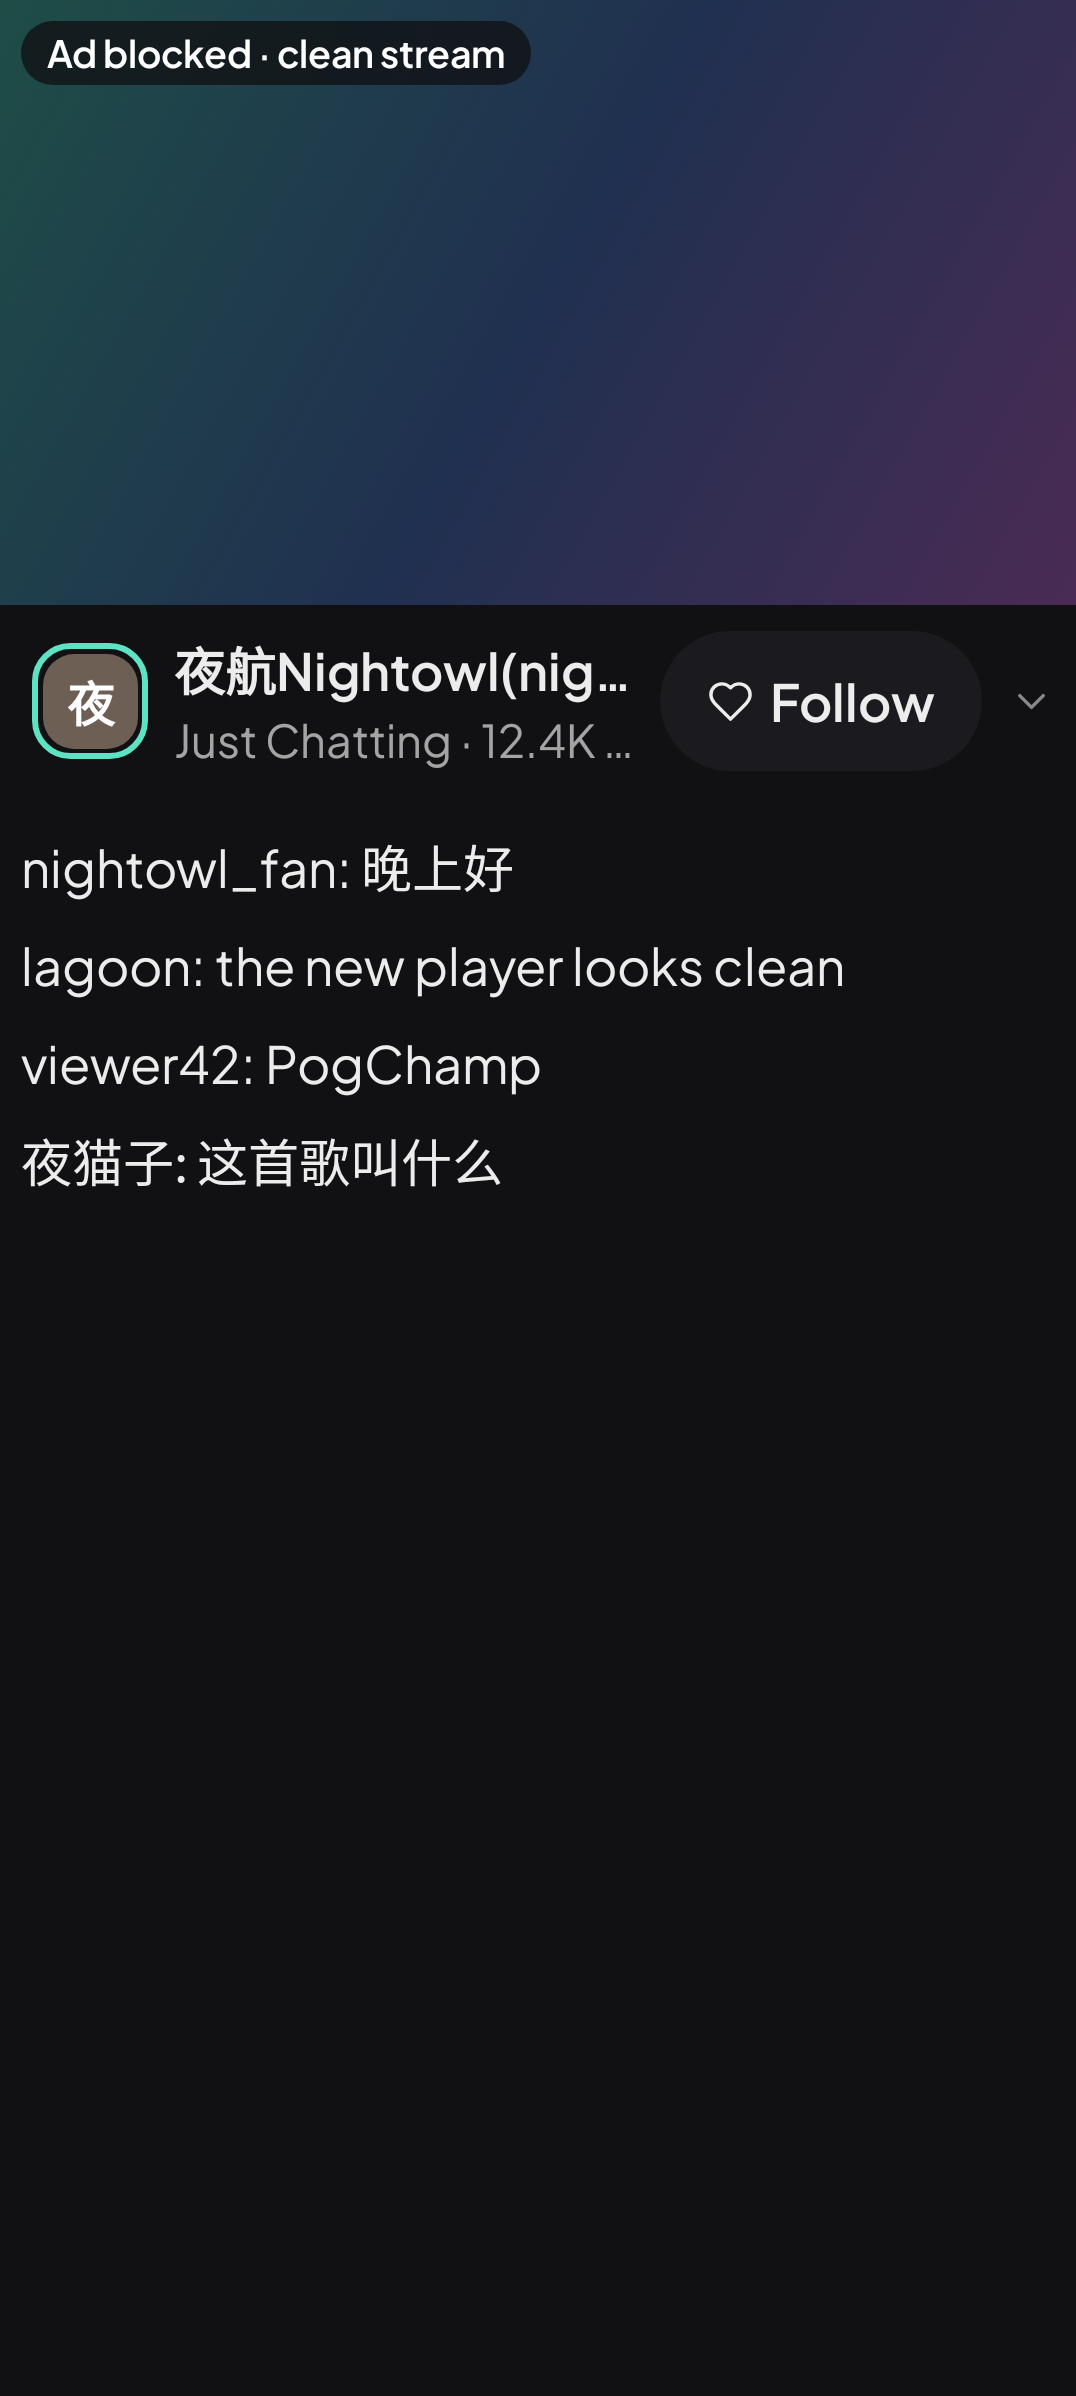 Ad blocked · clean stream
夜
夜航Nightowl(nig...
Just Chatting · 12.4K ...
Follow
nightowl_fan: 晚上好
lagoon: the new player looks clean
viewer42: PogChamp
夜猫子: 这首歌叫什么